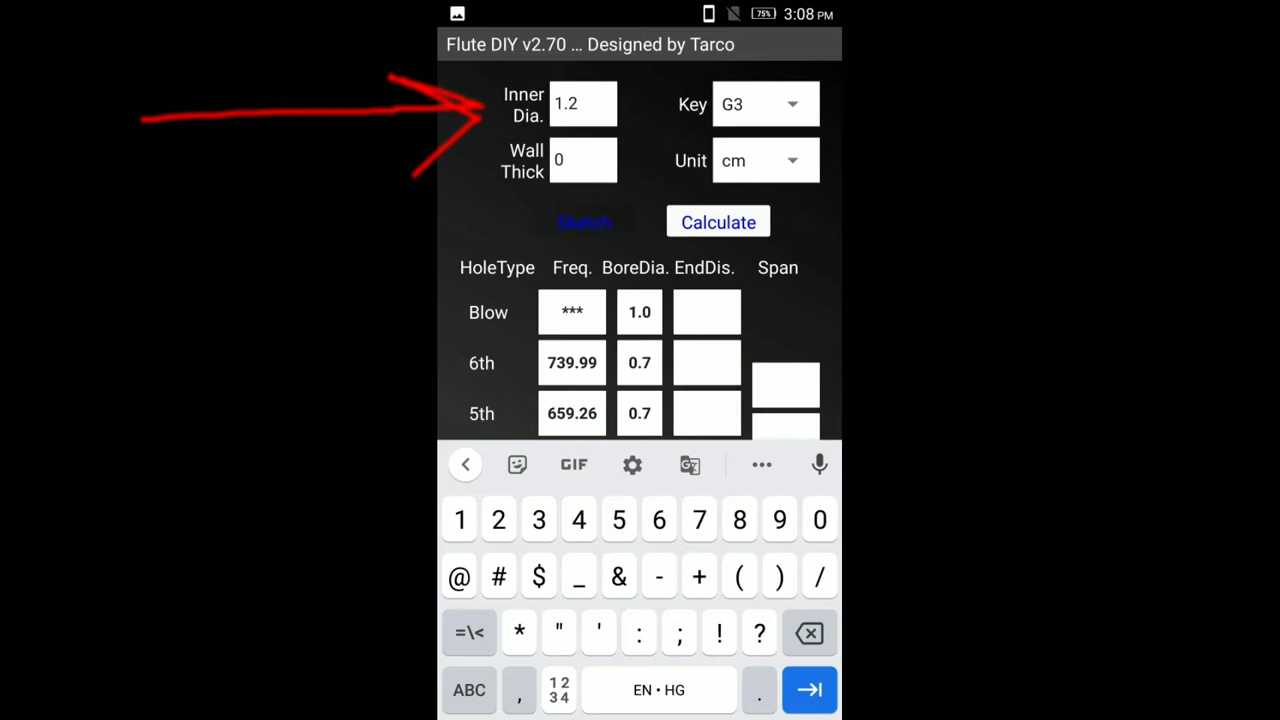 75% 3:08 PM
Flute DIY v2.70 ... Designed by Tarco
Inner Dia. 1.2 Key G3
Wall Thick 0 Unit cm
Sketch Calculate
HoleType Freq. BoreDia. EndDis. Span
Blow *** 1.0
6th 739.99 0.7
5th 659.26 0.7
GIF
1 2 3 4 5 6 7 8 9 0
@ # $ _ & - + ( ) /
=\< * " ' : ; ! ?
ABC , 1 2 3 4 EN • HG .